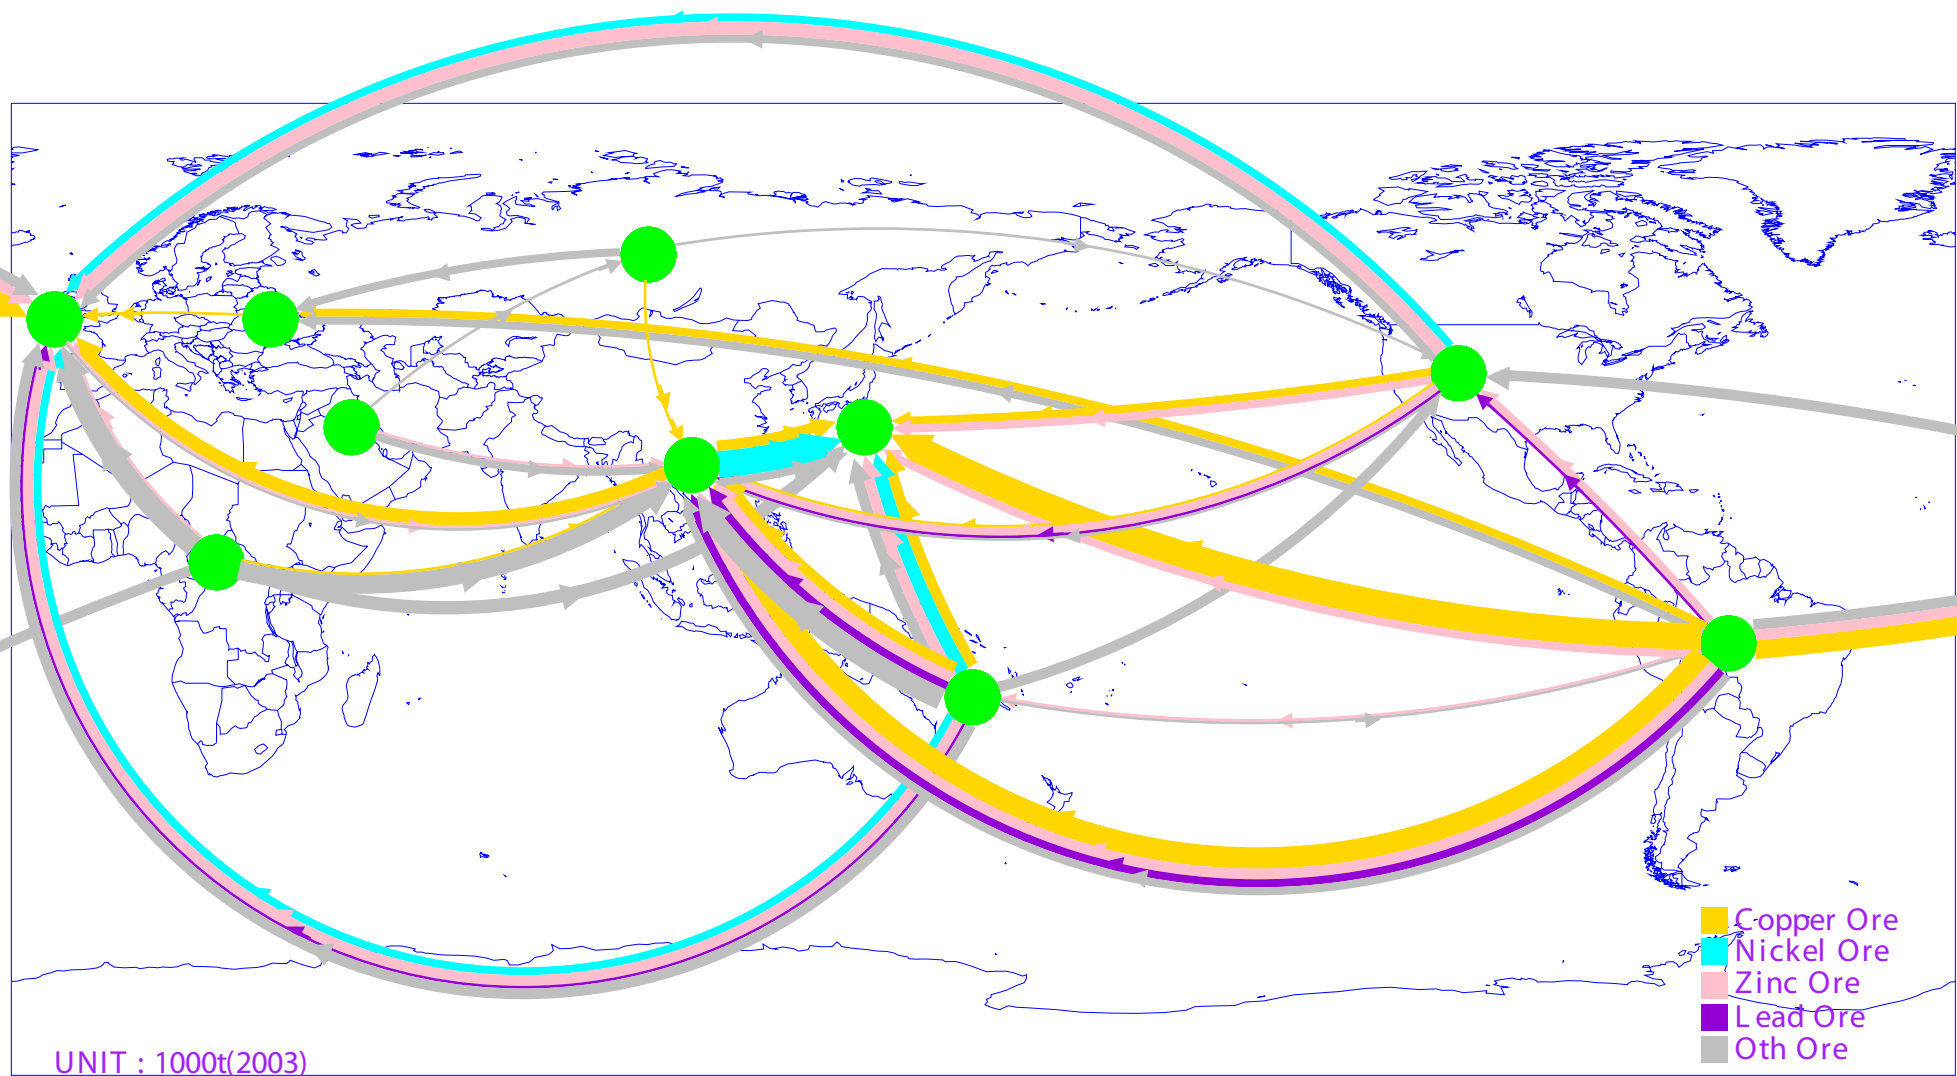 Copper Ore
Nickel Ore
Zinc Ore
Lead Ore
Oth Ore
UNIT : 1000t(2003)